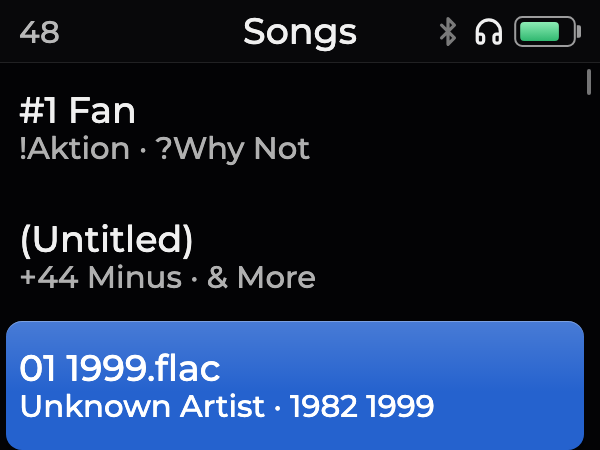 48
Songs
#1 Fan
!Aktion · ?Why Not
(Untitled)
+44 Minus · & More
01 1999.flac
Unknown Artist · 1982 1999